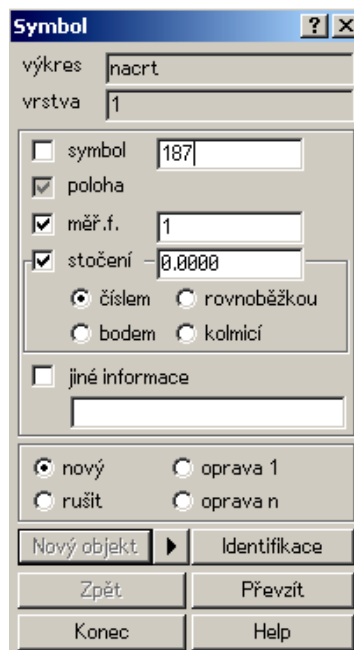 Symbol
výkres nacrt
vrstva 1
symbol 187
poloha
měř.f. 1
stočení 0.0000
číslem rovnoběžkou
bodem kolmicí
jiné informace
nový oprava 1
rušit oprava n
Nový objekt Identifikace
Zpět Převzít
Konec Help